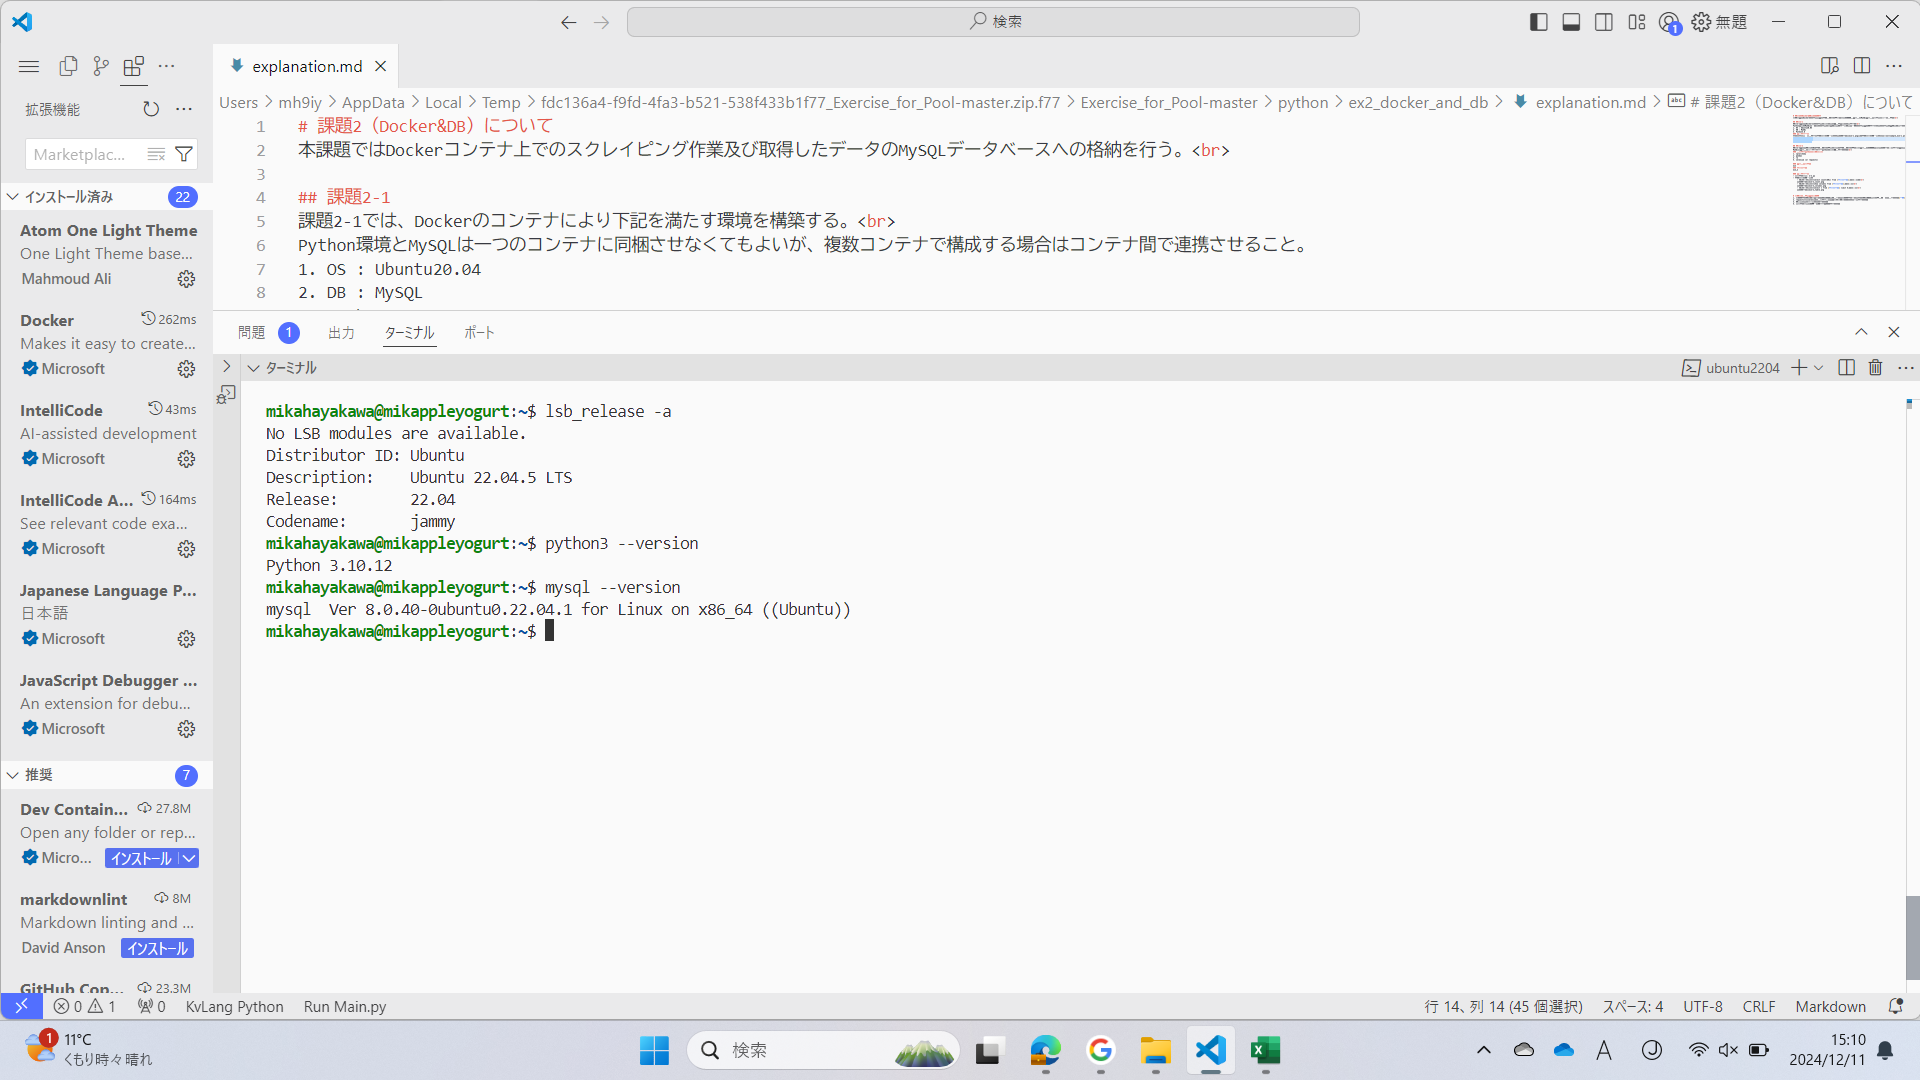 検索
1
無題
explanation.md
Users > mh9iy > AppData > Local > Temp > fdc136a4-f9fd-4fa3-b521-538f433b1f77_Exercise_for_Pool-master.zip.f77 > Exercise_for_Pool-master > python > ex2_docker_and_db > explanation.md > # 課題2（Docker&DB）について
拡張機能
Marketplac...
インストール済み 22
Atom One Light Theme
One Light Theme base...
Mahmoud Ali
Docker 262ms
Makes it easy to create...
Microsoft
IntelliCode 43ms
AI-assisted development
Microsoft
IntelliCode A... 164ms
See relevant code exa...
Microsoft
Japanese Language P...
日本語
Microsoft
JavaScript Debugger ...
An extension for debu...
Microsoft
推奨 7
Dev Contain... 27.8M
Open any folder or rep...
Micro... インストール
markdownlint 8M
Markdown linting and ...
David Anson インストール
GitHub Cop... 23.3M
1 # 課題2（Docker&DB）について
2 本課題ではDockerコンテナ上でのスクレイピング作業及び取得したデータのMySQLデータベースへの格納を行う。<br>
3
4 ## 課題2-1
5 課題2-1では、Dockerのコンテナにより下記を満たす環境を構築する。<br>
6 Python環境とMySQLは一つのコンテナに同梱させなくてもよいが、複数コンテナで構成する場合はコンテナ間で連携させること。
7 1. OS : Ubuntu20.04
8 2. DB : MySQL
問題 1 出力 ターミナル ポート
ターミナル
ubuntu2204
mikahayakawa@mikappleyogurt:~$ lsb_release -a
No LSB modules are available.
Distributor ID: Ubuntu
Description: Ubuntu 22.04.5 LTS
Release: 22.04
Codename: jammy
mikahayakawa@mikappleyogurt:~$ python3 --version
Python 3.10.12
mikahayakawa@mikappleyogurt:~$ mysql --version
mysql Ver 8.0.40-0ubuntu0.22.04.1 for Linux on x86_64 ((Ubuntu))
mikahayakawa@mikappleyogurt:~$
0 1 0 KvLang Python Run Main.py
行 14、列 14 (45 個選択) スペース: 4 UTF-8 CRLF Markdown
1
11°C
くもり時々晴れ
検索
A
15:10
2024/12/11